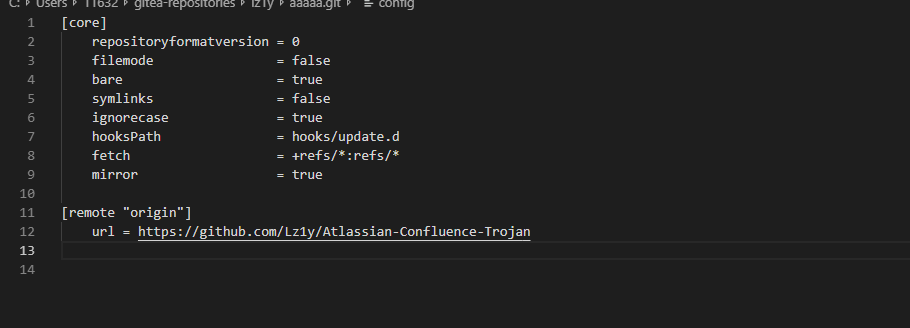 C: > Users > 11632 > gitea-repositories > lz1y > aaaaa.git > config
1 [core]
2 repositoryformatversion = 0
3 filemode = false
4 bare = true
5 symlinks = false
6 ignorecase = true
7 hooksPath = hooks/update.d
8 fetch = +refs/*:refs/*
9 mirror = true
10
11 [remote "origin"]
12 url = https://github.com/Lz1y/Atlassian-Confluence-Trojan
13
14